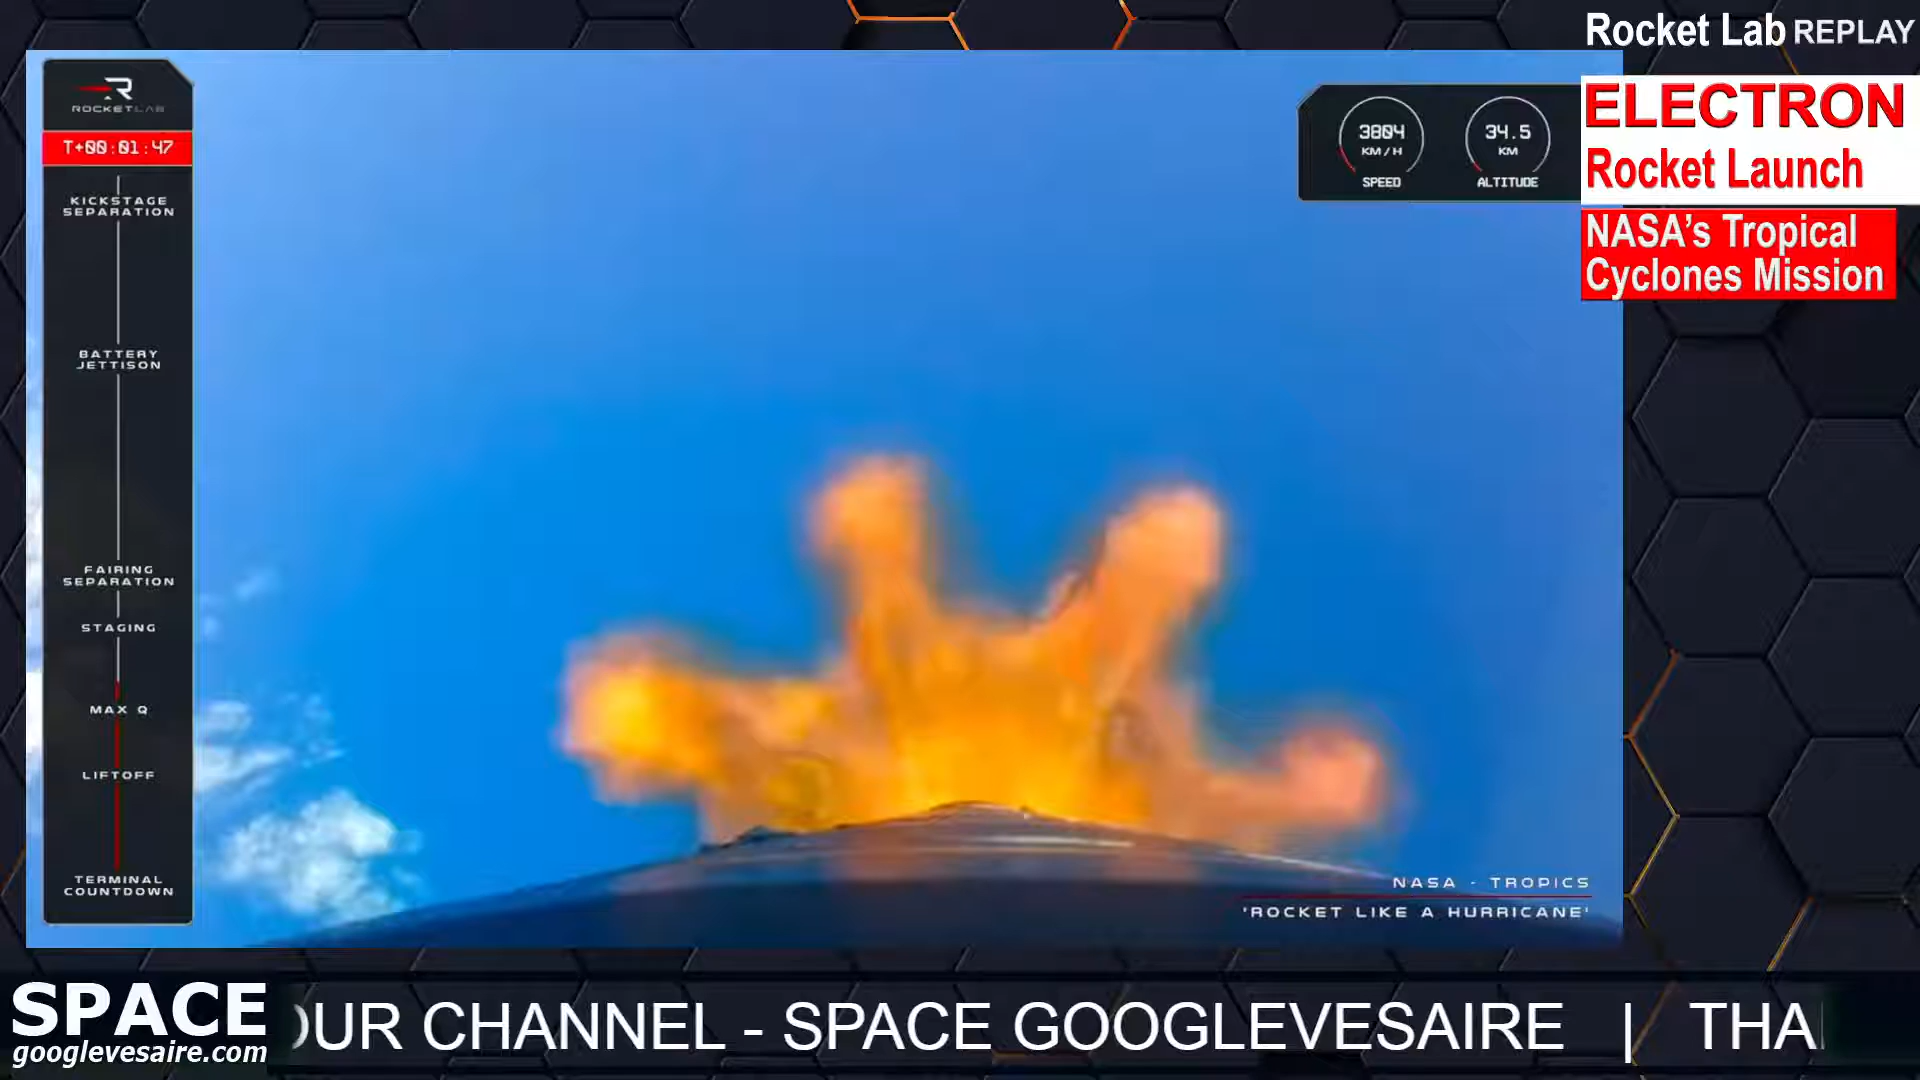 Rocket Lab REPLAY
ELECTRON
Rocket Launch
NASA's Tropical
Cyclones Mission
ROCKETLAB
T+00:01:47
KICKSTAGE
SEPARATION
BATTERY
JETTISON
FAIRING
SEPARATION
STAGING
MAX Q
LIFTOFF
TERMINAL
COUNTDOWN
3804
KM/H
SPEED
34.5
KM
ALTITUDE
NASA - TROPICS
'ROCKET LIKE A HURRICANE'
SPACE
googlevesaire.com
OUR CHANNEL - SPACE GOOGLEVESAIRE | THA